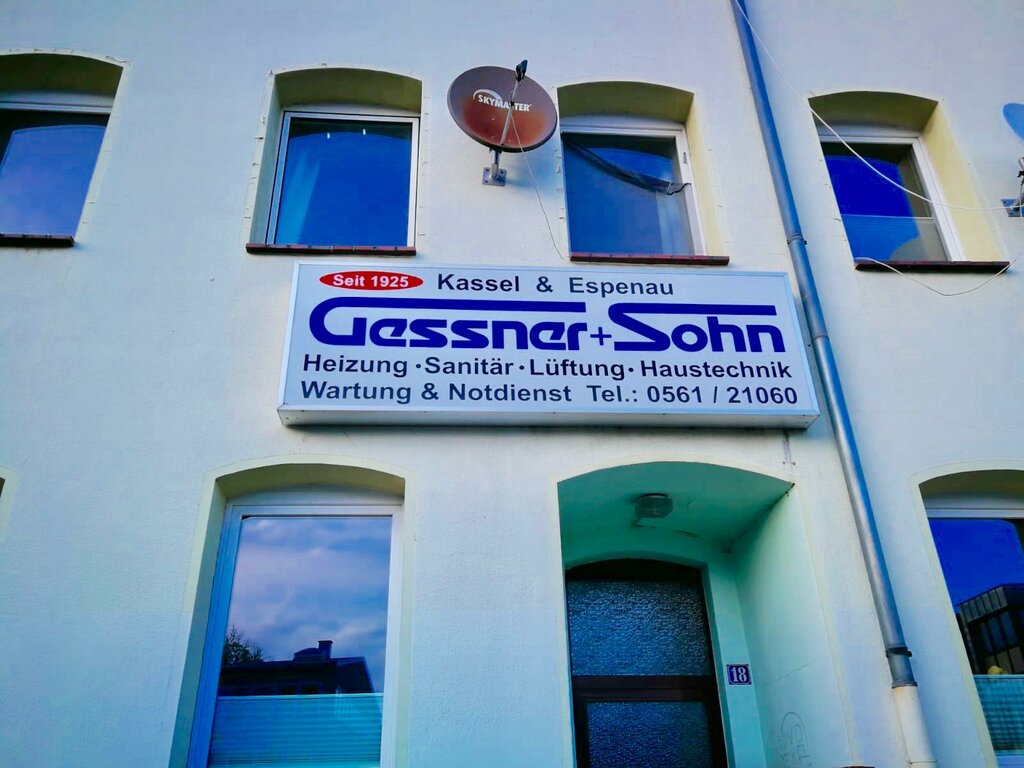 SKYMASTER
Seit 1925 Kassel & Espenau
Gessner+Sohn
Heizung · Sanitär · Lüftung · Haustechnik
Wartung & Notdienst Tel.: 0561 / 21060
18